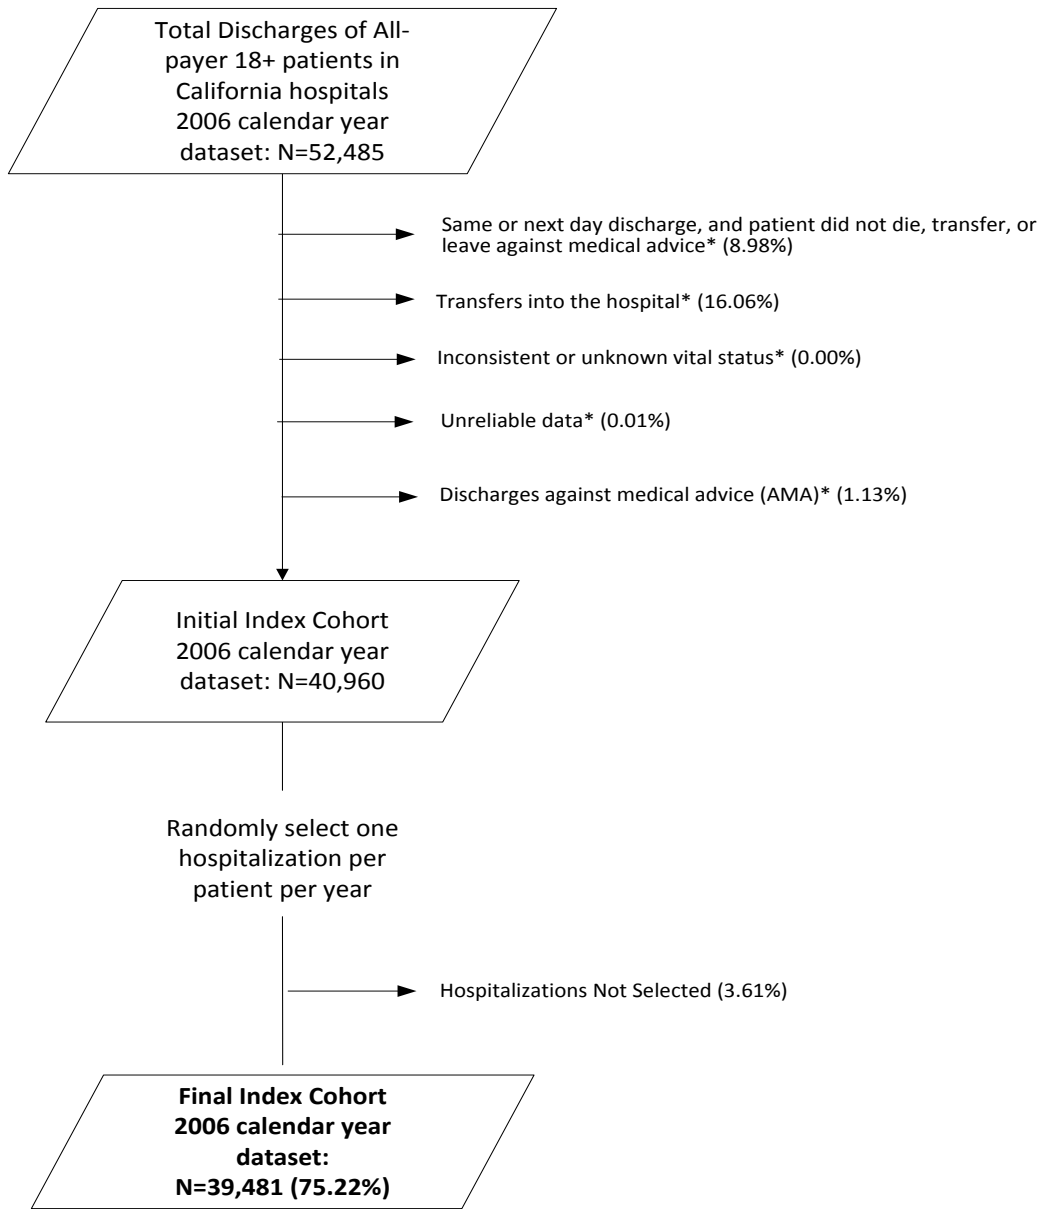 Total Discharges of All-
payer 18+ patients in
California hospitals
2006 calendar year
dataset: N=52,485
Same or next day discharge, and patient did not die, transfer, or
leave against medical advice* (8.98%)
Transfers into the hospital* (16.06%)
Inconsistent or unknown vital status* (0.00%)
Unreliable data* (0.01%)
Discharges against medical advice (AMA)* (1.13%)
Initial Index Cohort
2006 calendar year
dataset: N=40,960
Randomly select one
hospitalization per
patient per year
Hospitalizations Not Selected (3.61%)
Final Index Cohort
2006 calendar year
dataset:
N=39,481 (75.22%)